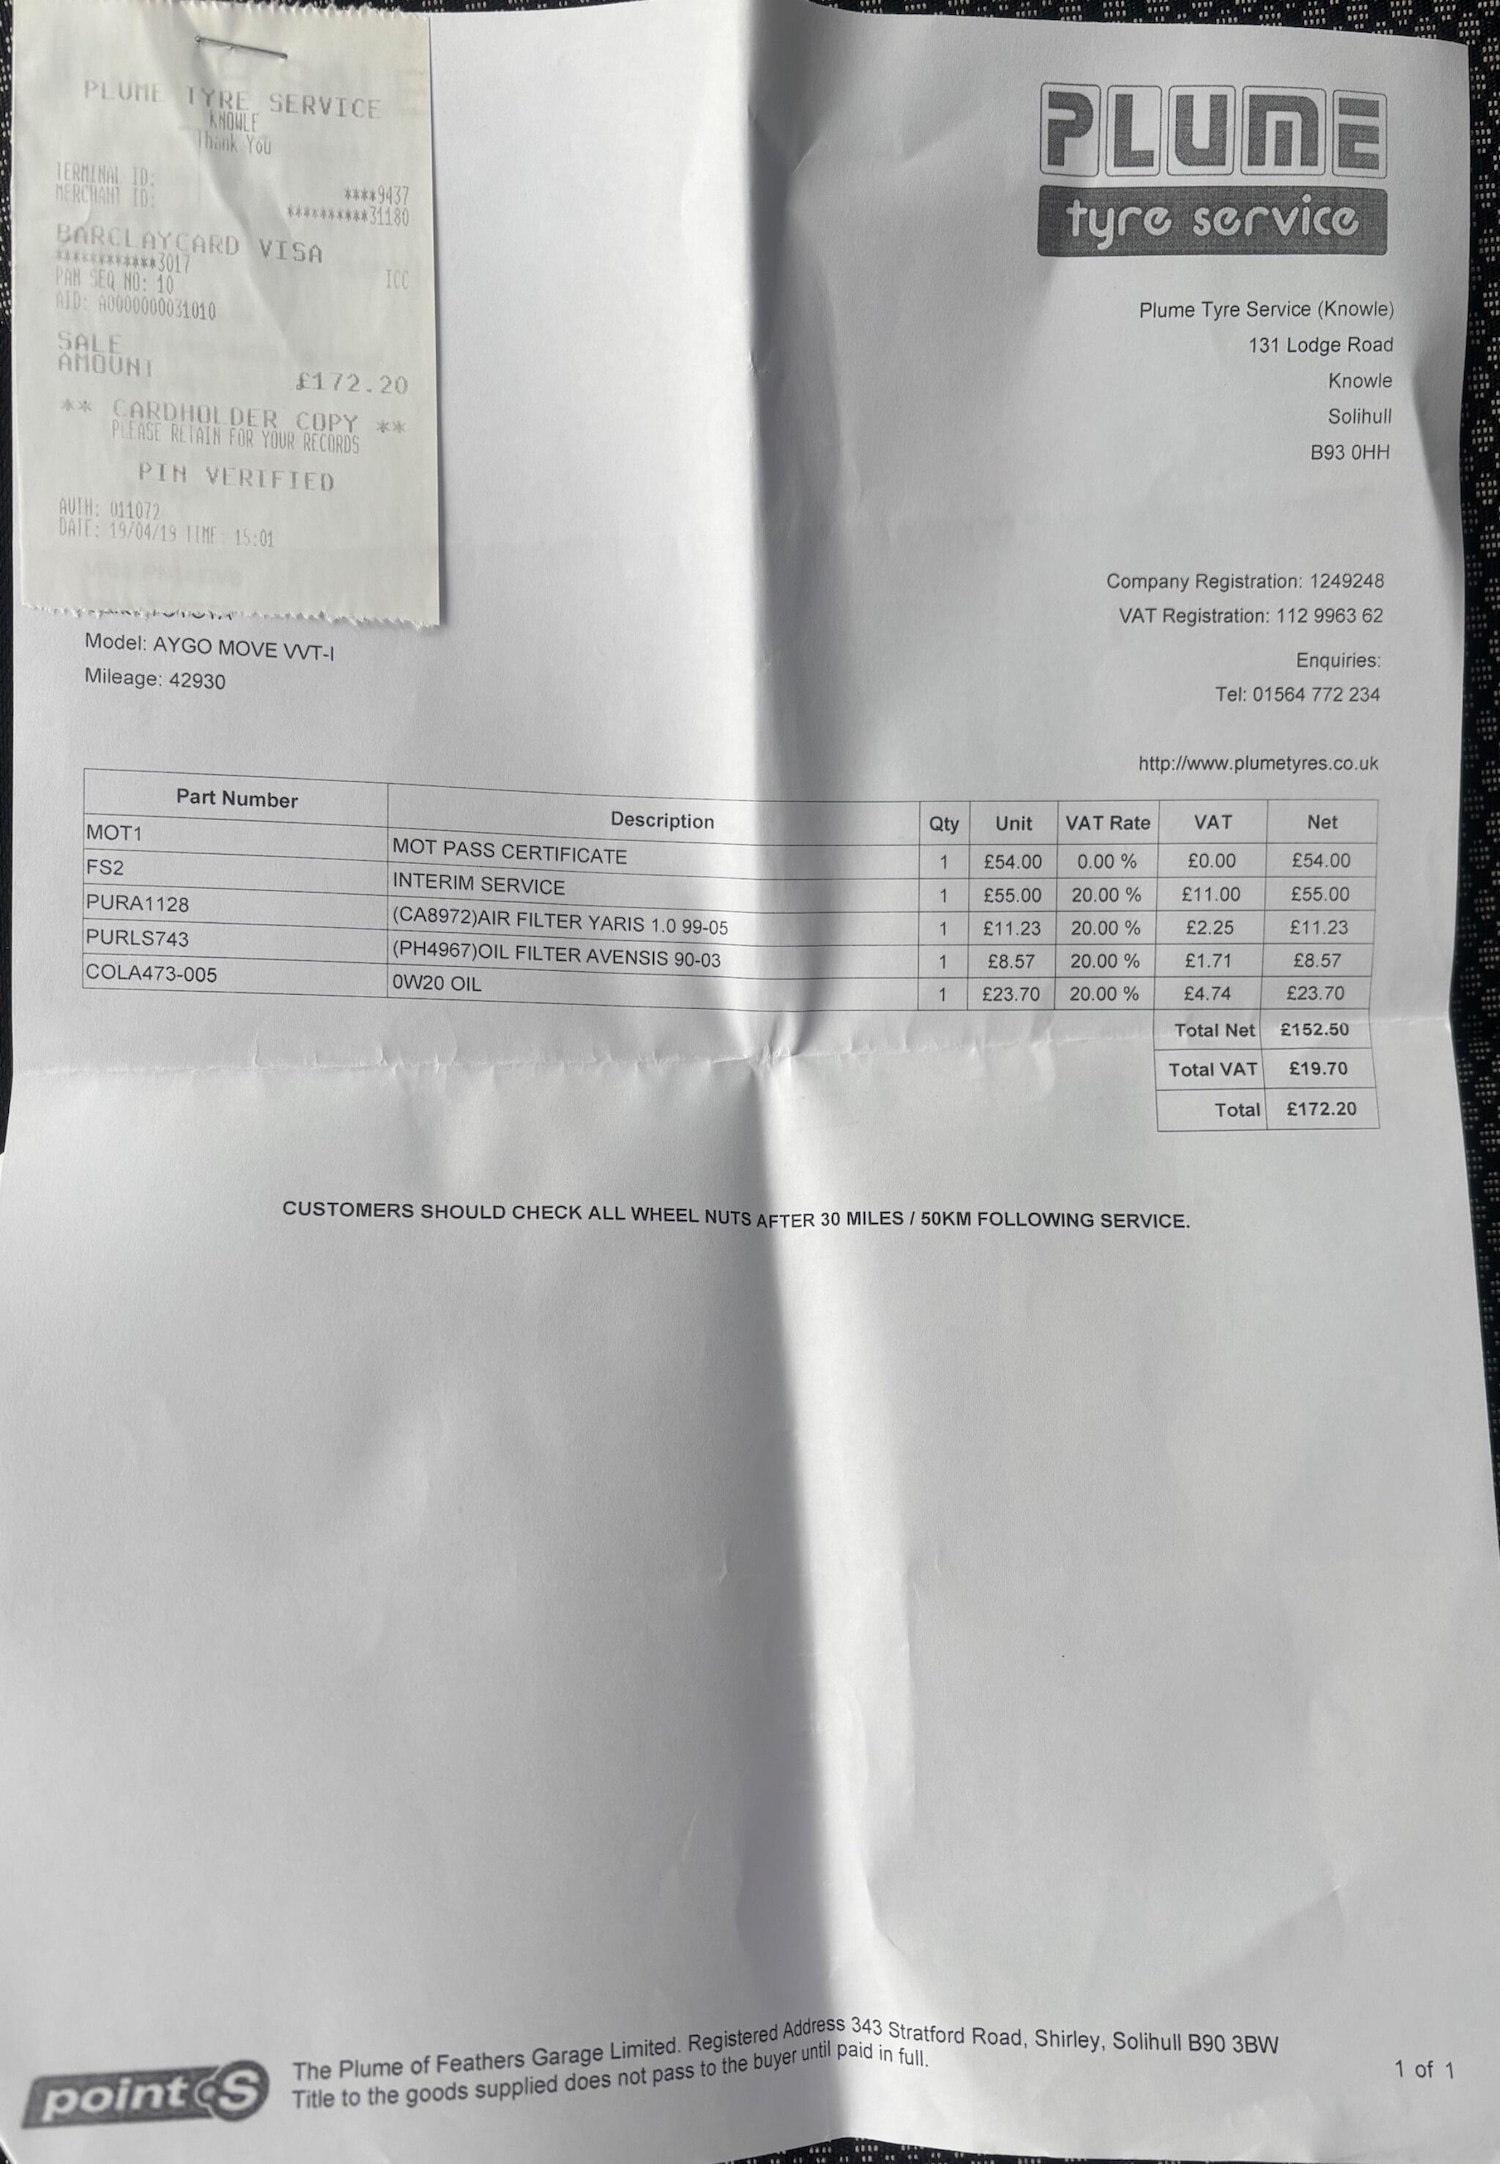 PLUME TYRE SERVICE
KNOWLE
Thank You
TERMINAL ID: ****9437
MERCHANT ID: **********31180
BARCLAYCARD VISA
************3017
PAN SEQ NO: 10 ICC
AID: A0000000031010
SALE
AMOUNT £172.20
** CARDHOLDER COPY **
PLEASE RETAIN FOR YOUR RECORDS
PIN VERIFIED
AUTH: 011072
DATE: 19/04/19 TIME: 15:01
Model: AYGO MOVE VVT-I
Mileage: 42930
PLUME
tyre service
Plume Tyre Service (Knowle)
131 Lodge Road
Knowle
Solihull
B93 0HH
Company Registration: 1249248
VAT Registration: 112 9963 62
Enquiries:
Tel: 01564 772 234
http://www.plumetyres.co.uk
Part Number Description Qty Unit VAT Rate VAT Net
MOT1 MOT PASS CERTIFICATE 1 £54.00 0.00 % £0.00 £54.00
FS2 INTERIM SERVICE 1 £55.00 20.00 % £11.00 £55.00
PURA1128 (CA8972)AIR FILTER YARIS 1.0 99-05 1 £11.23 20.00 % £2.25 £11.23
PURLS743 (PH4967)OIL FILTER AVENSIS 90-03 1 £8.57 20.00 % £1.71 £8.57
COLA473-005 0W20 OIL 1 £23.70 20.00 % £4.74 £23.70
Total Net £152.50
Total VAT £19.70
Total £172.20
CUSTOMERS SHOULD CHECK ALL WHEEL NUTS AFTER 30 MILES / 50KM FOLLOWING SERVICE.
point S
The Plume of Feathers Garage Limited. Registered Address 343 Stratford Road, Shirley, Solihull B90 3BW
Title to the goods supplied does not pass to the buyer until paid in full.
1 of 1